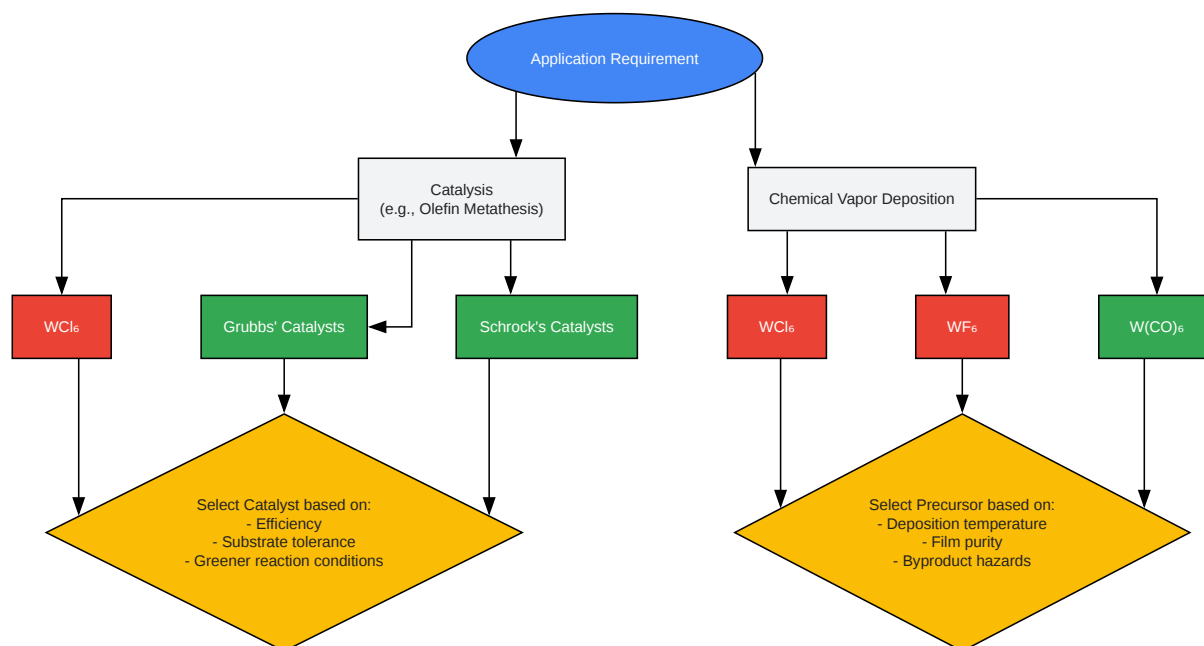 Application Requirement
Catalysis
(e.g., Olefin Metathesis)
Chemical Vapor Deposition
WCl₆
Grubbs' Catalysts
Schrock's Catalysts
WCl₆
WF₆
W(CO)₆
Select Catalyst based on:
- Efficiency
- Substrate tolerance
- Greener reaction conditions
Select Precursor based on:
- Deposition temperature
- Film purity
- Byproduct hazards